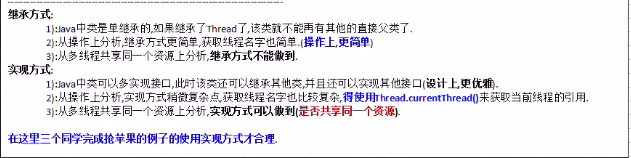 继承方式:
1):Java中类是单继承的,如果继承了Thread了,该类就不能再有其他的直接父类了.
2):从操作上分析,继承方式更简单,获取线程名字也简单.(操作上,更简单)
3):从多线程共享同一个资源上分析,继承方式不能做到.
实现方式:
1):Java中类可以多实现接口,此时该类还可以继承其他类,并且还可以实现其他接口(设计上,更优雅).
2):从操作上分析,实现方式稍微复杂点,获取线程名字也比较复杂,得使用Thread.currentThread()来获取当前线程的引用.
3):从多线程共享同一个资源上分析,实现方式可以做到(是否共享同一个资源).
在这里三个同学完成抢苹果的例子的使用实现方式才合理.